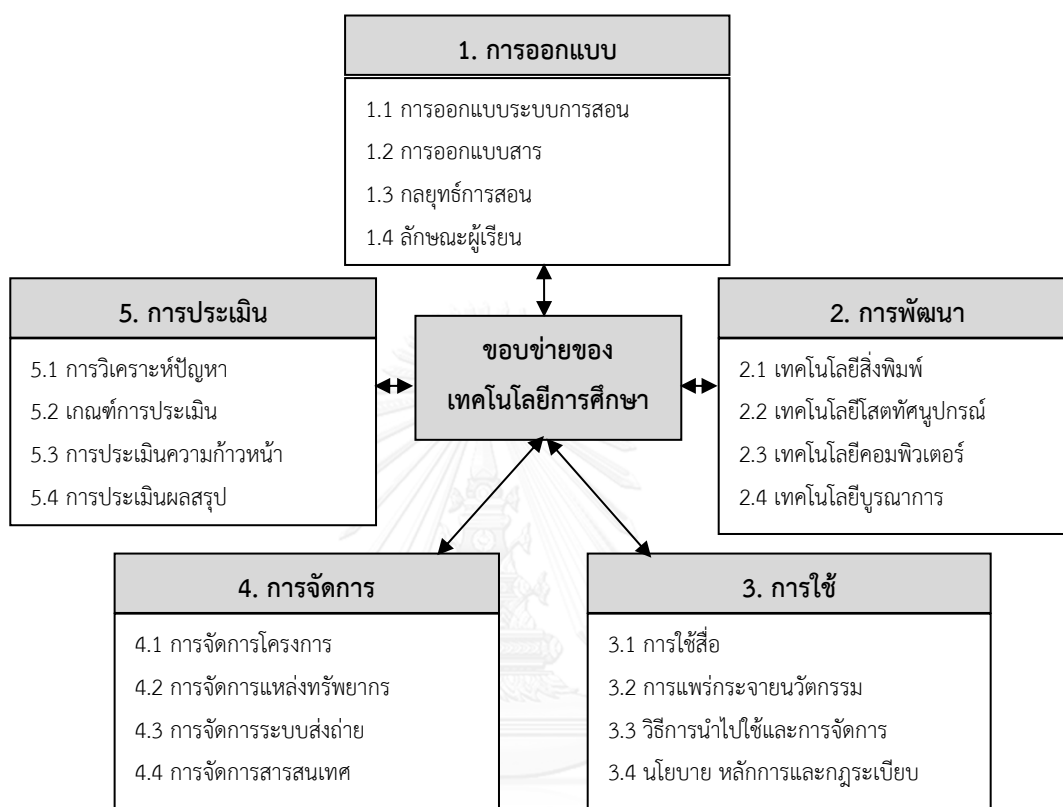 1. การออกแบบ
1.1 การออกแบบระบบการสอน
1.2 การออกแบบสาร
1.3 กลยุทธ์การสอน
1.4 ลักษณะผู้เรียน
5. การประเมิน
5.1 การวิเคราะห์ปัญหา
5.2 เกณฑ์การประเมิน
5.3 การประเมินความก้าวหน้า
5.4 การประเมินผลสรุป
ขอบข่ายของ
เทคโนโลยีการศึกษา
2. การพัฒนา
2.1 เทคโนโลยีสิ่งพิมพ์
2.2 เทคโนโลยีโสตทัศนูปกรณ์
2.3 เทคโนโลยีคอมพิวเตอร์
2.4 เทคโนโลยีบูรณาการ
4. การจัดการ
4.1 การจัดการโครงการ
4.2 การจัดการแหล่งทรัพยากร
4.3 การจัดการระบบส่งถ่าย
4.4 การจัดการสารสนเทศ
3. การใช้
3.1 การใช้สื่อ
3.2 การแพร่กระจายนวัตกรรม
3.3 วิธีการนำไปใช้และการจัดการ
3.4 นโยบาย หลักการและกฎระเบียบ